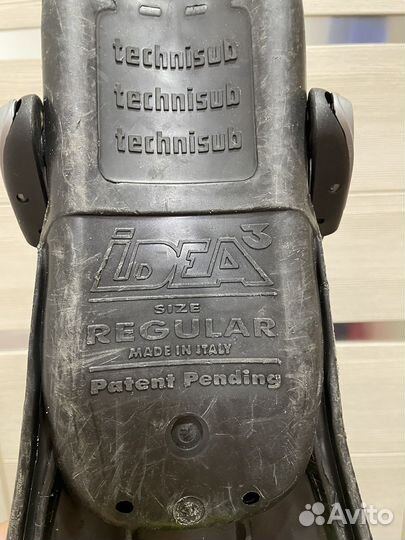 technisub
technisub
technisub
IDEA3
SIZE
REGULAR
MADE IN ITALY
Patent Pending
Avito